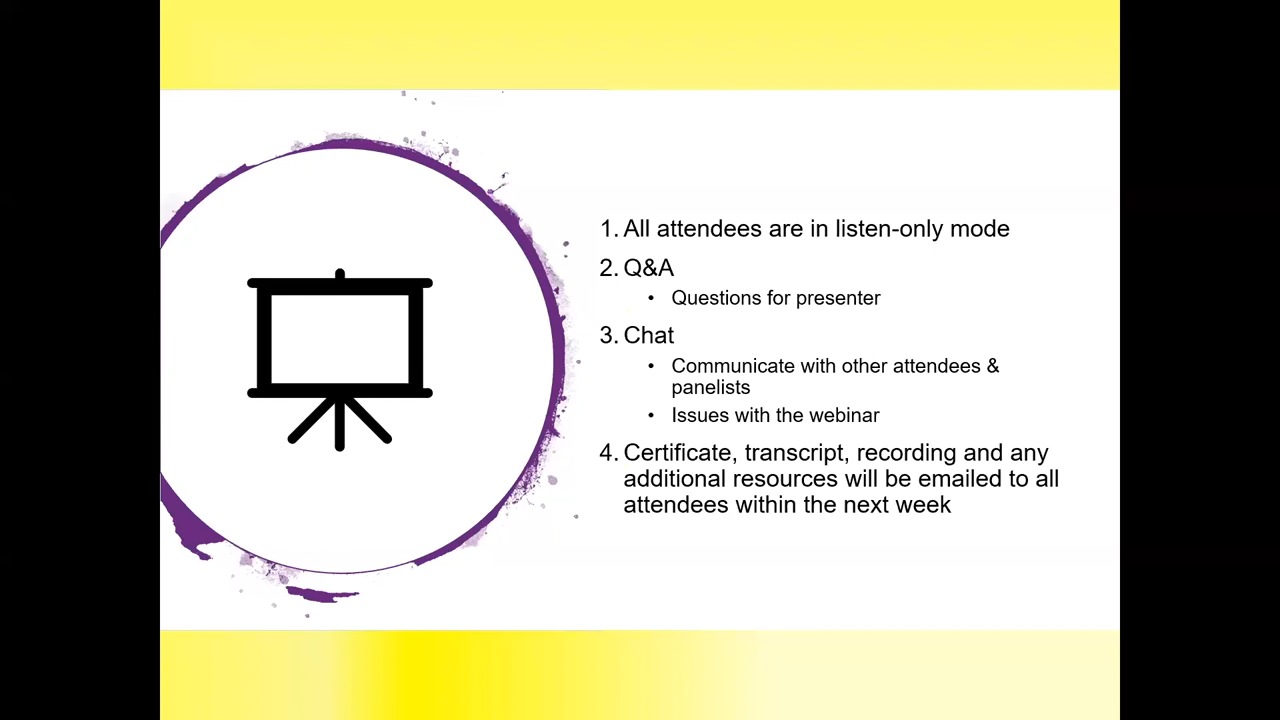 1. All attendees are in listen-only mode
2. Q&A
• Questions for presenter
3. Chat
• Communicate with other attendees &
panelists
• Issues with the webinar
4. Certificate, transcript, recording and any
additional resources will be emailed to all
attendees within the next week